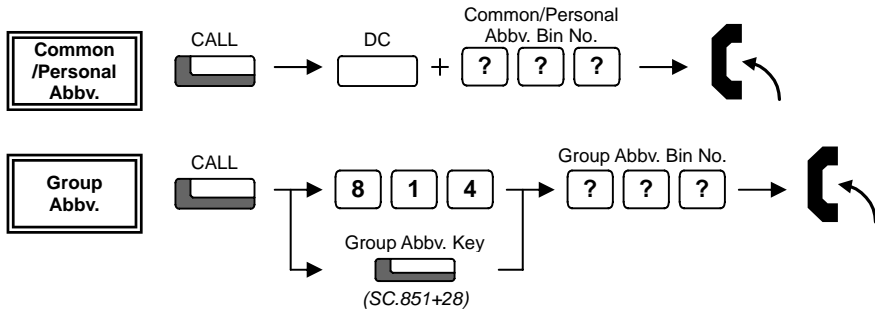 Common
/Personal
Abbv.
CALL
DC
+
Common/Personal
Abbv. Bin No.
? ? ?
Group
Abbv.
CALL
8 1 4
Group Abbv. Key
(SC.851+28)
Group Abbv. Bin No.
? ? ?